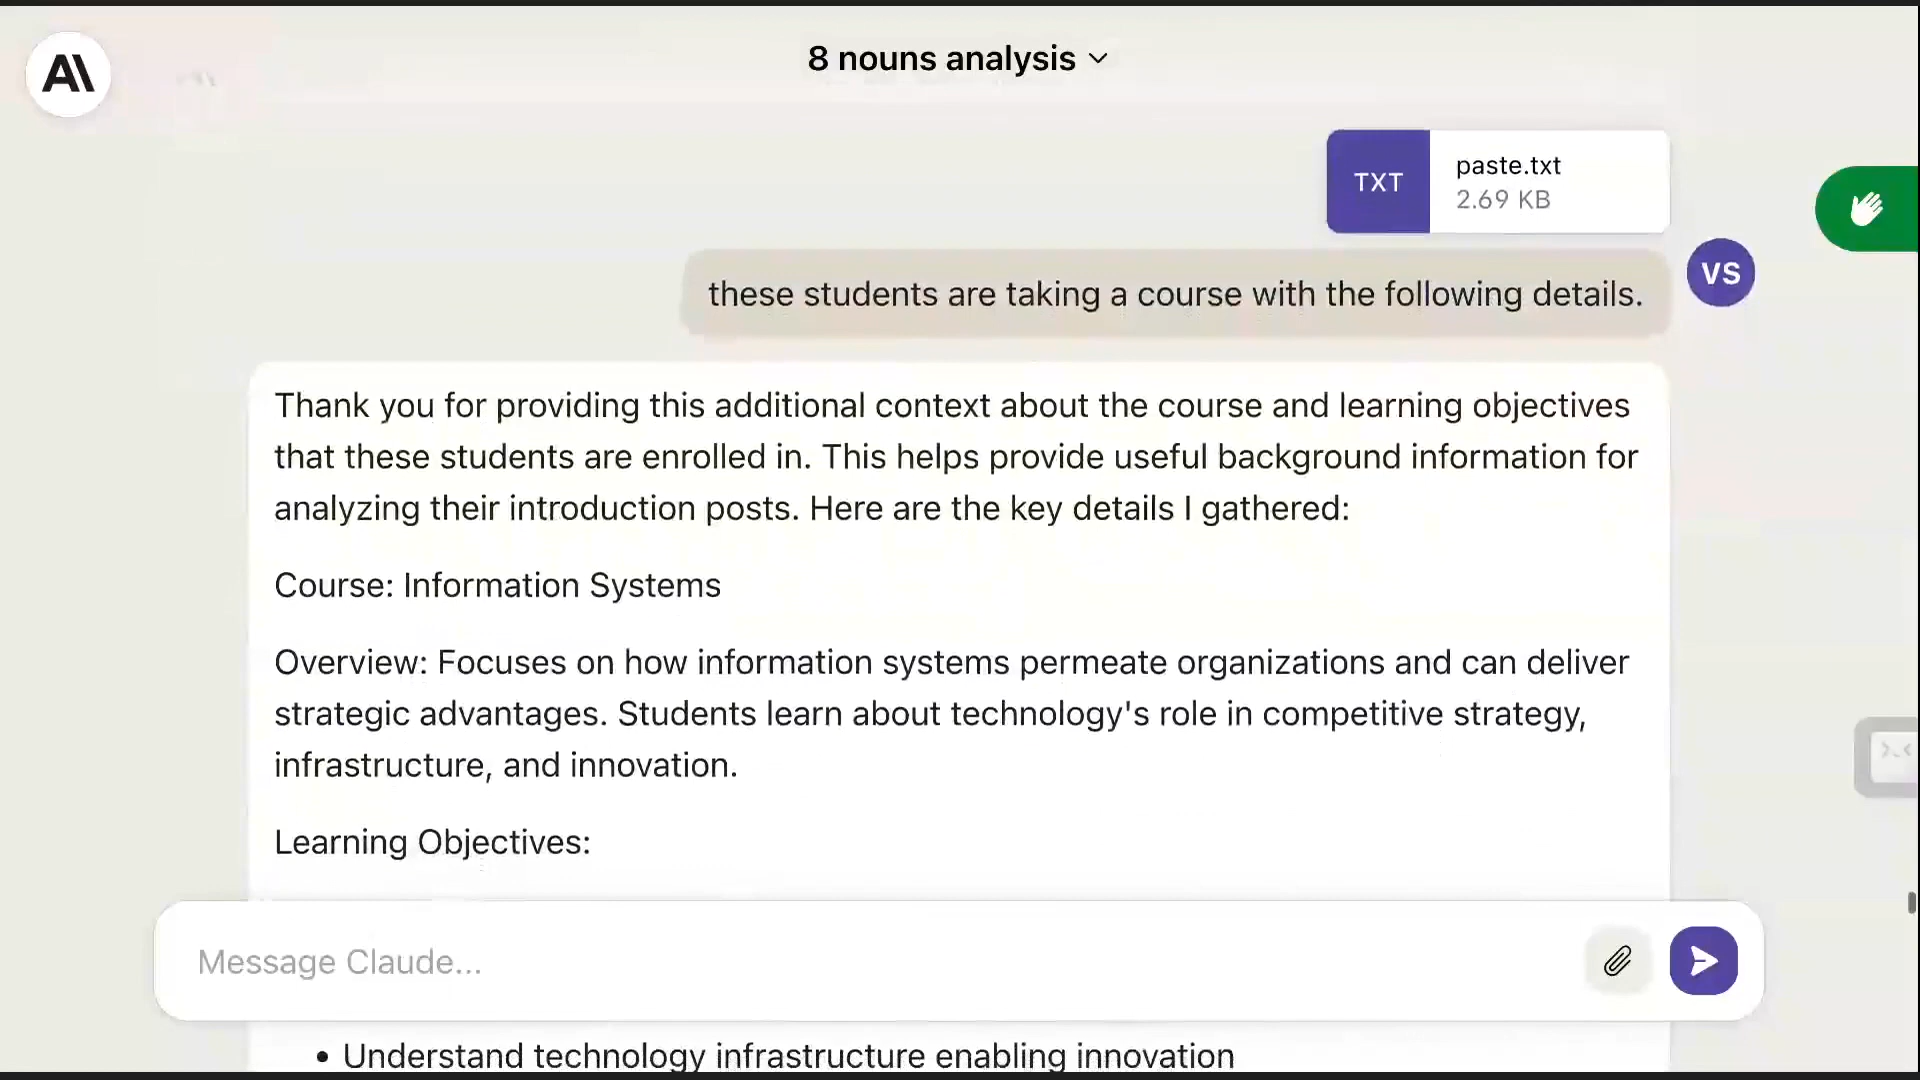 8 nouns analysis
TXT
paste.txt
2.69 KB
these students are taking a course with the following details.
VS
Thank you for providing this additional context about the course and learning objectives
that these students are enrolled in. This helps provide useful background information for
analyzing their introduction posts. Here are the key details I gathered:
Course: Information Systems
Overview: Focuses on how information systems permeate organizations and can deliver
strategic advantages. Students learn about technology's role in competitive strategy,
infrastructure, and innovation.
Learning Objectives:
Message Claude...
• Understand technology infrastructure enabling innovation